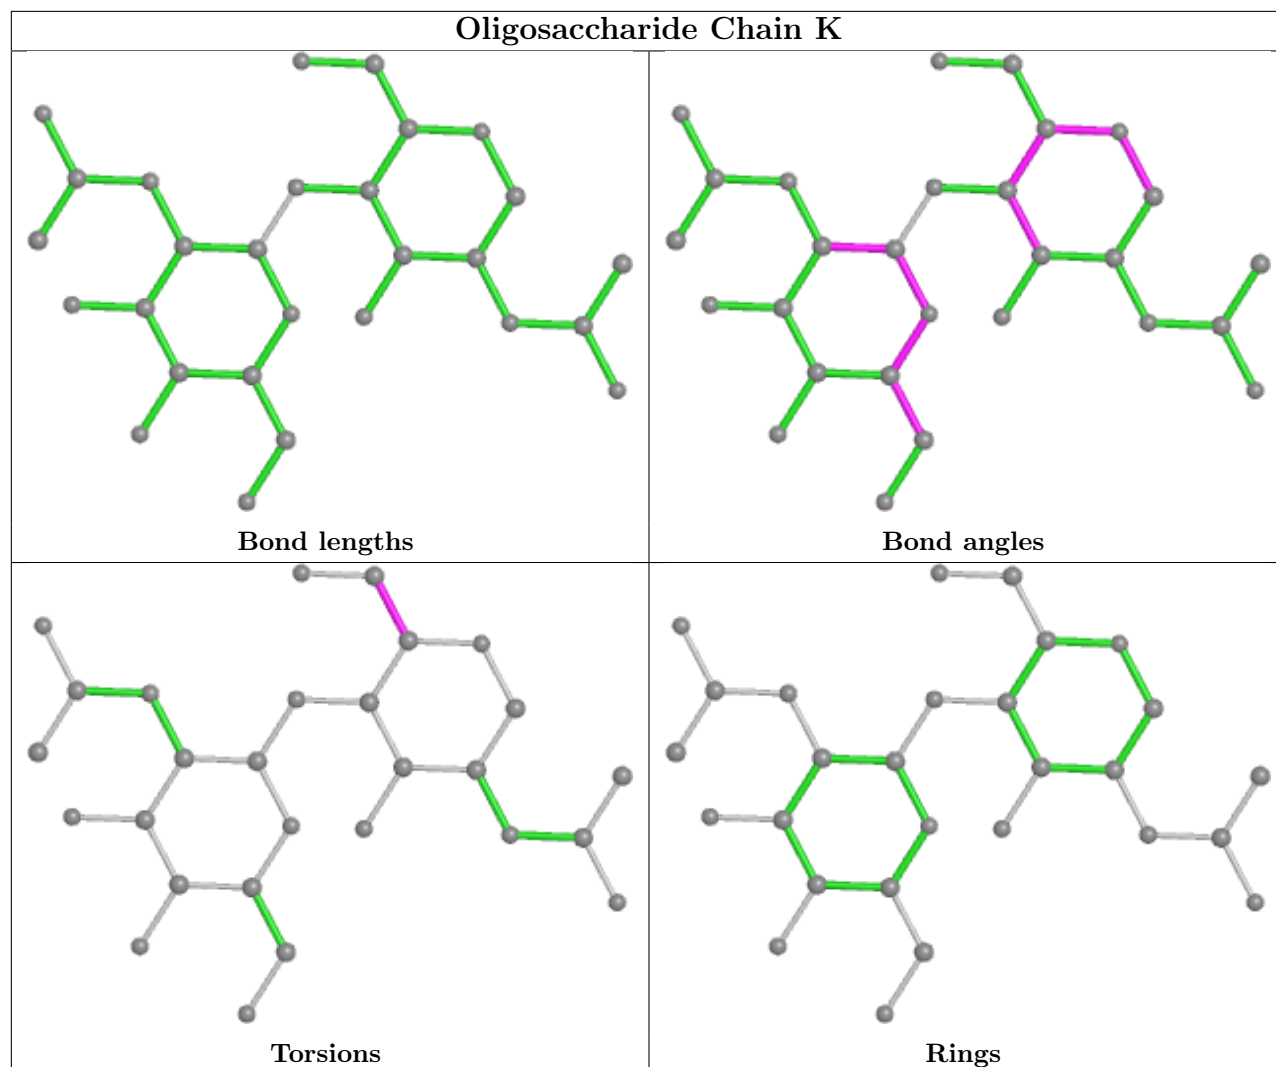 Oligosaccharide Chain K
Bond lengths
Bond angles
Torsions
Rings